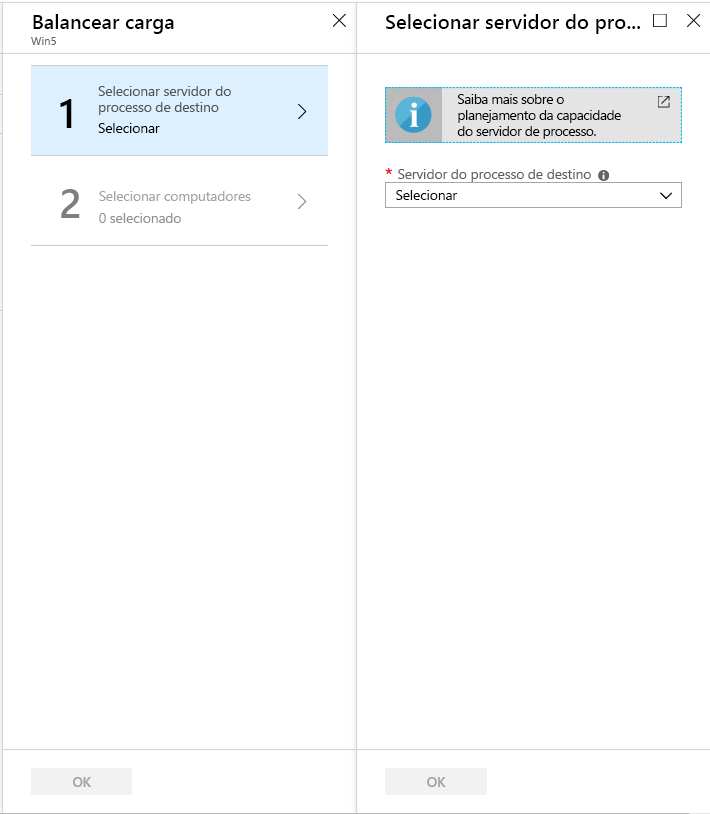 Balancear carga
Win5
1
Selecionar servidor do
processo de destino
Selecionar
2
Selecionar computadores
0 selecionado
OK
Selecionar servidor do pro...
i
Saiba mais sobre o
planejamento da capacidade
do servidor de processo.
* Servidor do processo de destino
Selecionar
OK